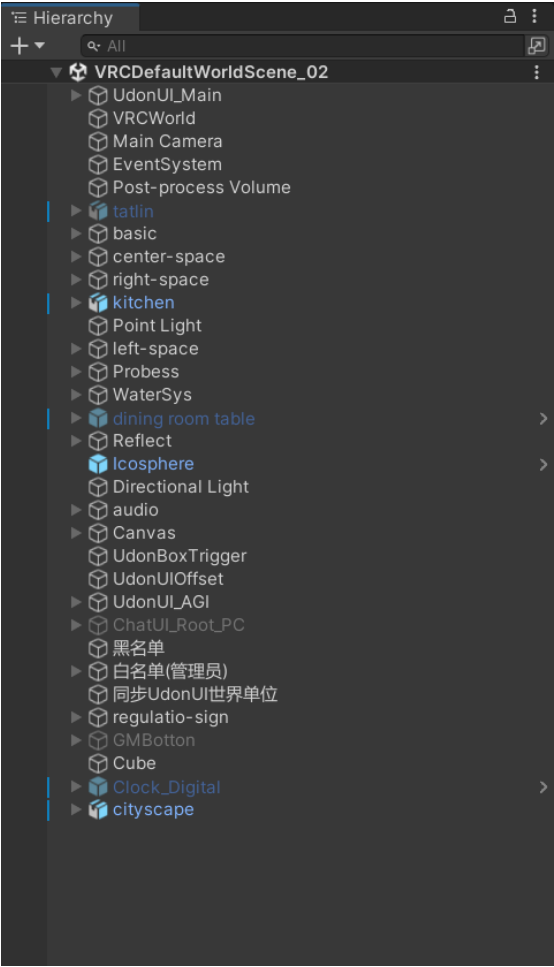 Hierarchy
All
VRCDefaultWorldScene_02
UdonUI_Main
VRCWorld
Main Camera
EventSystem
Post-process Volume
tatlin
basic
center-space
right-space
kitchen
Point Light
left-space
Probess
WaterSys
dining room table
Reflect
Icosphere
Directional Light
audio
Canvas
UdonBoxTrigger
UdonUIOffset
UdonUI_AGI
ChatUI_Root_PC
黑名单
白名单(管理员)
同步UdonUI世界单位
regulatio-sign
GMBotton
Cube
Clock_Digital
cityscape